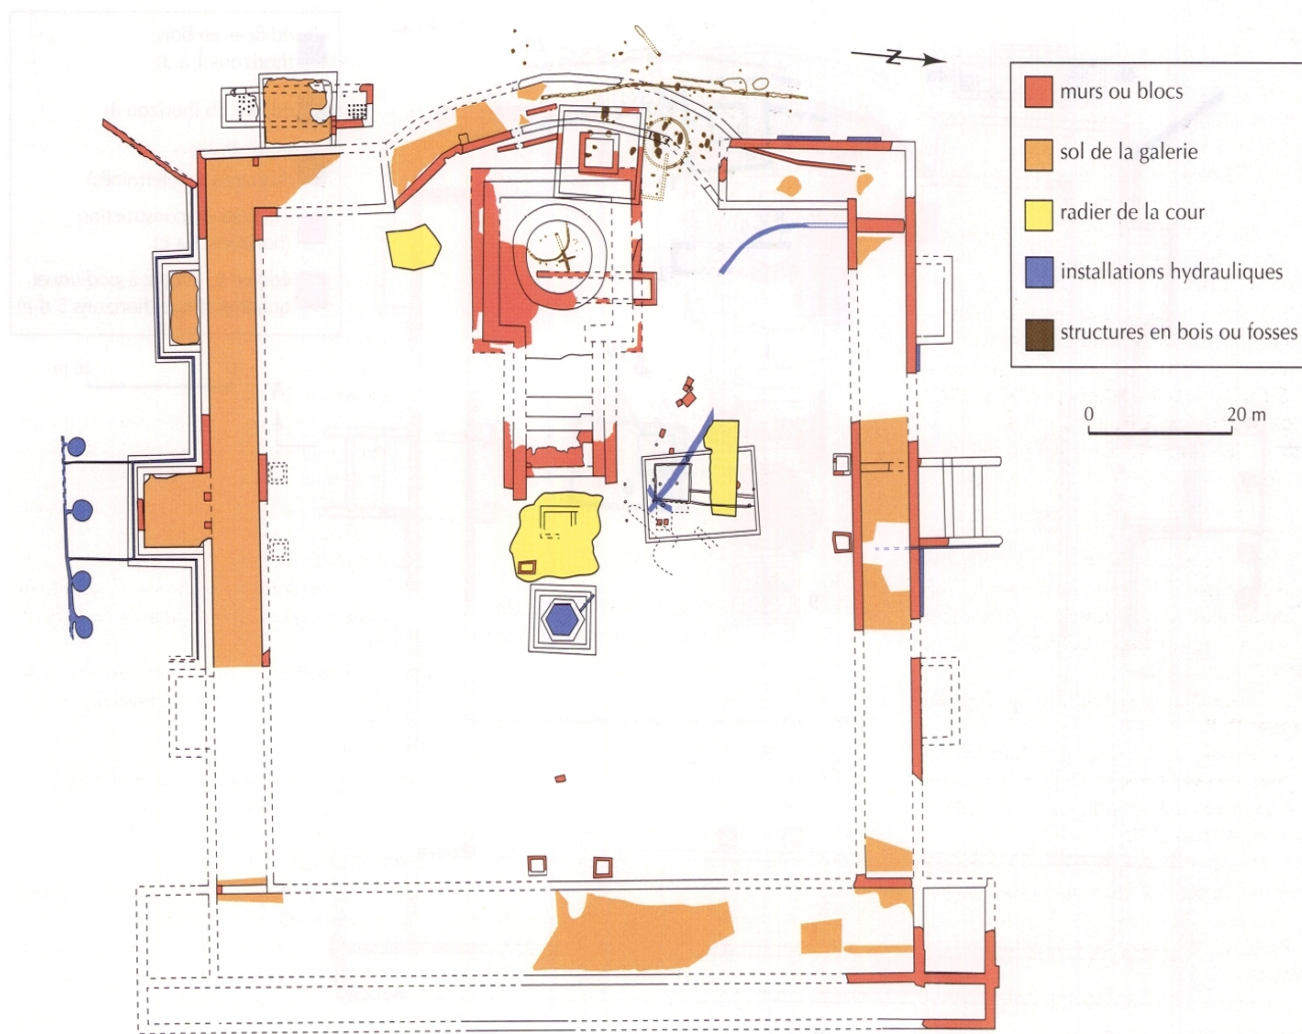 N
murs ou blocs
sol de la galerie
radier de la cour
installations hydrauliques
structures en bois ou fosses
0 20 m